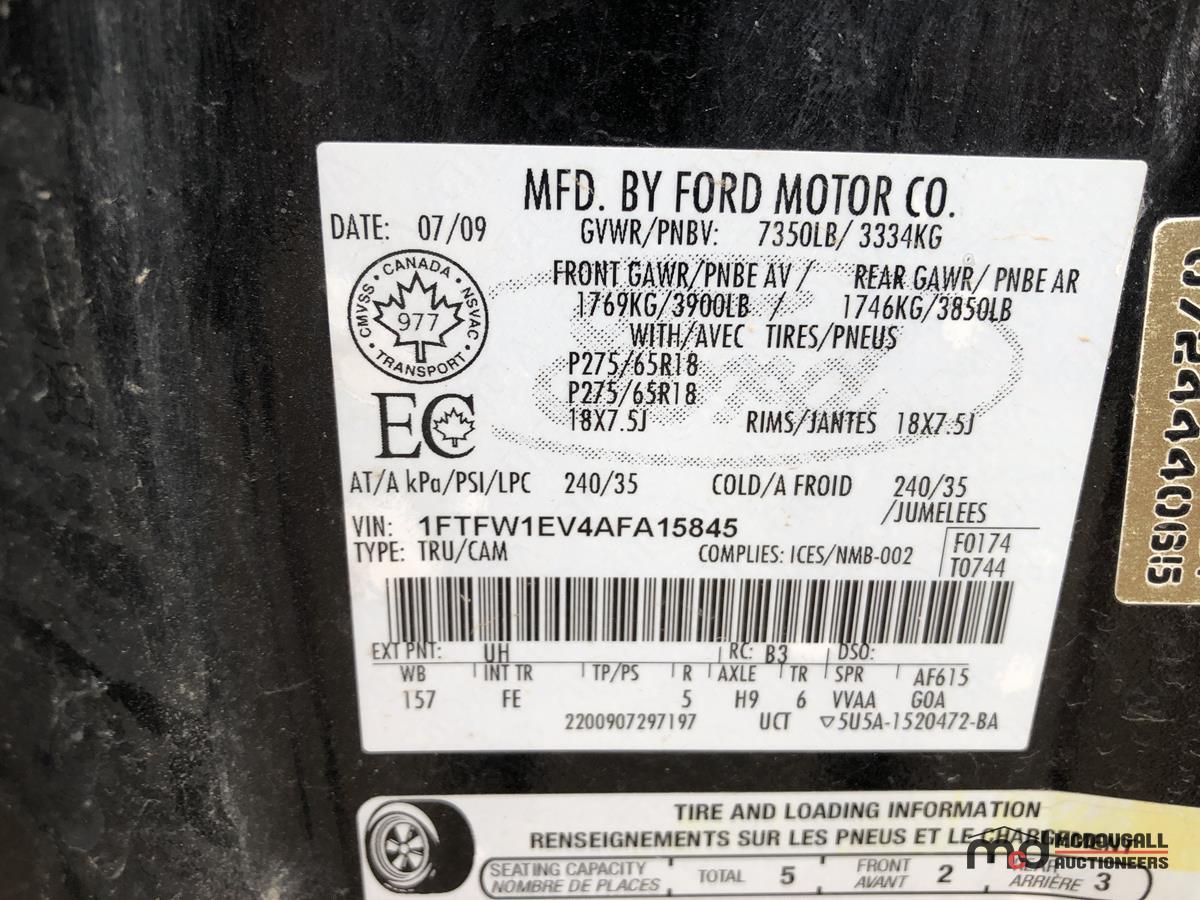 MFD. BY FORD MOTOR CO.
DATE: 07/09 GVWR/PNBV: 7350LB/ 3334KG
FRONT GAWR/PNBE AV / REAR GAWR/ PNBE AR
1769KG/3900LB / 1746KG/3850LB
WITH/AVEC TIRES/PNEUS
CMVSS • CANADA • NSVAC • TRANSPORT •
977
P275/65R18
P275/65R18
18X7.5J RIMS/JANTES 18X7.5J
EC
AT/A kPa/PSI/LPC 240/35 COLD/A FROID 240/35
/JUMELEES
VIN: 1FTFW1EV4AFA15845
TYPE: TRU/CAM COMPLIES: ICES/NMB-002
F0174
T0744
EXT PNT: UH RC: B3 DSO:
WB INT TR TP/PS R AXLE TR SPR AF615
157 FE 5 H9 6 VVAA GOA
2200907297197 UCT ▽5U5A-1520472-BA
TIRE AND LOADING INFORMATION
RENSEIGNEMENTS SUR LES PNEUS ET LE CHARGEMENT
SEATING CAPACITY
NOMBRE DE PLACES
TOTAL 5
FRONT
AVANT 2
REAR
ARRIÈRE 3
MCDOUGALL
AUCTIONEERS